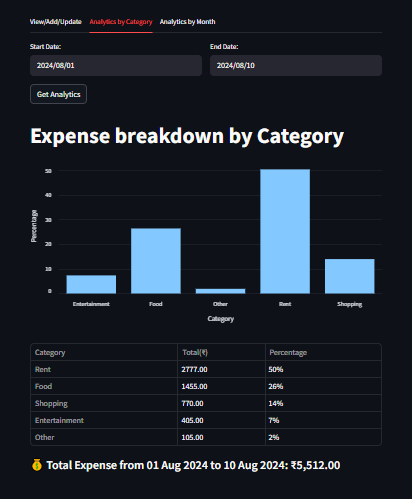 View/Add/Update Analytics by Category Analytics by Month
Start Date: End Date:
2024/08/01 2024/08/10
Get Analytics
Expense breakdown by Category
50
40
30
20
10
0
Percentage
Entertainment Food Other Rent Shopping
Category
Category Total(₹) Percentage
Rent 2777.00 50%
Food 1455.00 26%
Shopping 770.00 14%
Entertainment 405.00 7%
Other 105.00 2%
💰 Total Expense from 01 Aug 2024 to 10 Aug 2024: ₹5,512.00